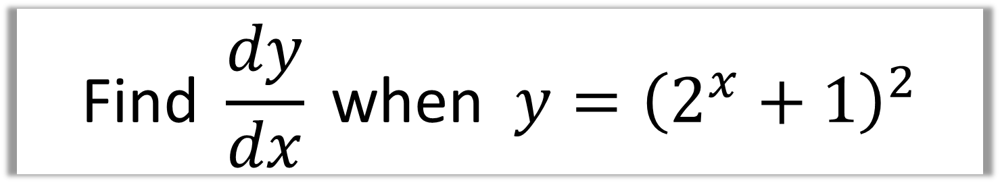 Find dy/dx when y = (2^x + 1)^2